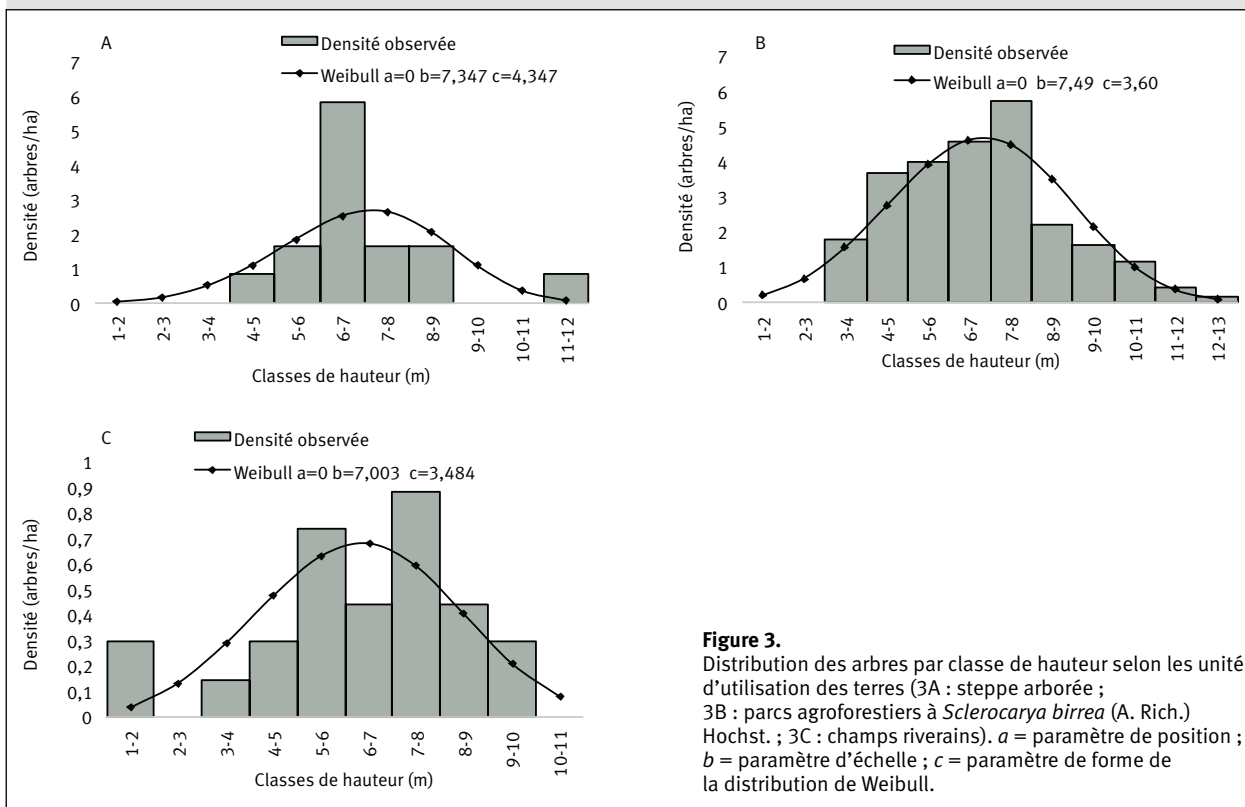 A
Densité observée
Weibull a=0 b=7,347 c=4,347
Densité (arbres/ha)
7
6
5
4
3
2
1
0
1-2
2-3
3-4
4-5
5-6
6-7
7-8
8-9
9-10
10-11
11-12
Classes de hauteur (m)
B
Densité observée
Weibull a=0 b=7,49 c=3,60
Densité (arbres/ha)
7
6
5
4
3
2
1
0
1-2
2-3
3-4
4-5
5-6
6-7
7-8
8-9
9-10
10-11
11-12
12-13
Classes de hauteur (m)
C
Densité observée
Weibull a=0 b=7,003 c=3,484
Densité (arbres/ha)
1
0,9
0,8
0,7
0,6
0,5
0,4
0,3
0,2
0,1
0
1-2
2-3
3-4
4-5
5-6
6-7
7-8
8-9
9-10
10-11
Classes de hauteur (m)
Figure 3.
Distribution des arbres par classe de hauteur selon les unité
d'utilisation des terres (3A : steppe arborée ;
3B : parcs agroforestiers à Sclerocarya birrea (A. Rich.)
Hochst. ; 3C : champs riverains). a = paramètre de position ;
b = paramètre d'échelle ; c = paramètre de forme de
la distribution de Weibull.